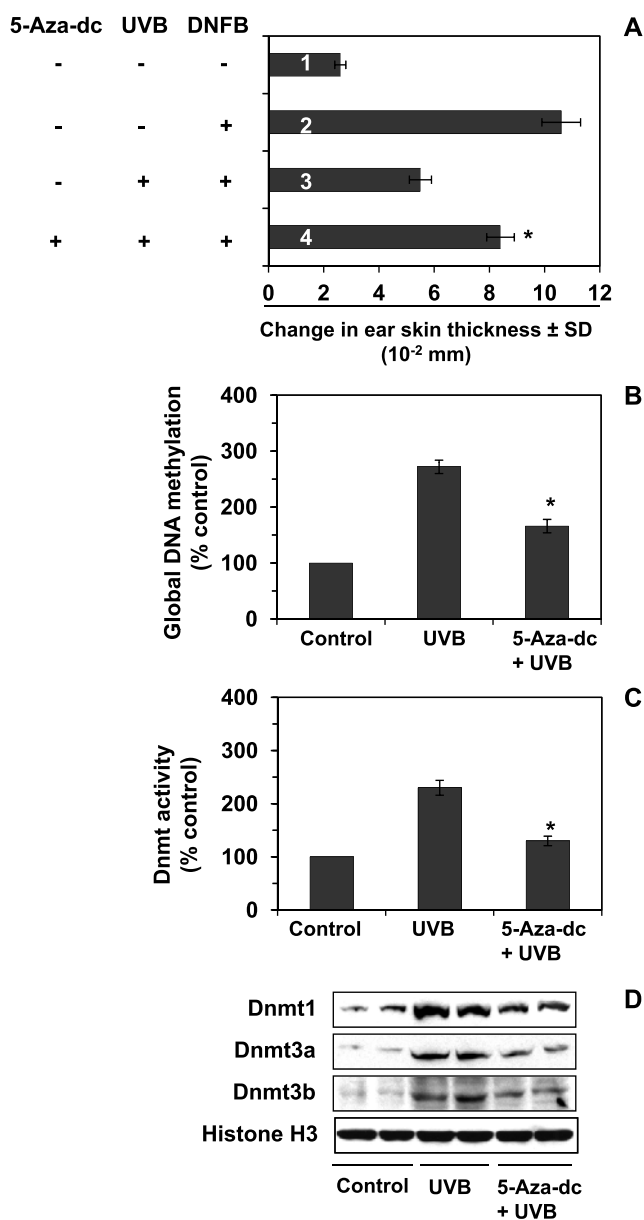 5-Aza-dc UVB DNFB A
- - - 1
- - + 2
- + + 3
+ + + 4 *
0 2 4 6 8 10 12
Change in ear skin thickness ± SD
(10-2 mm)
B
Global DNA methylation
(% control)
400
300
200
100
0
*
Control UVB 5-Aza-dc
+ UVB
C
Dnmt activity
(% control)
400
300
200
100
0
*
Control UVB 5-Aza-dc
+ UVB
D
Dnmt1
Dnmt3a
Dnmt3b
Histone H3
Control UVB 5-Aza-dc
+ UVB